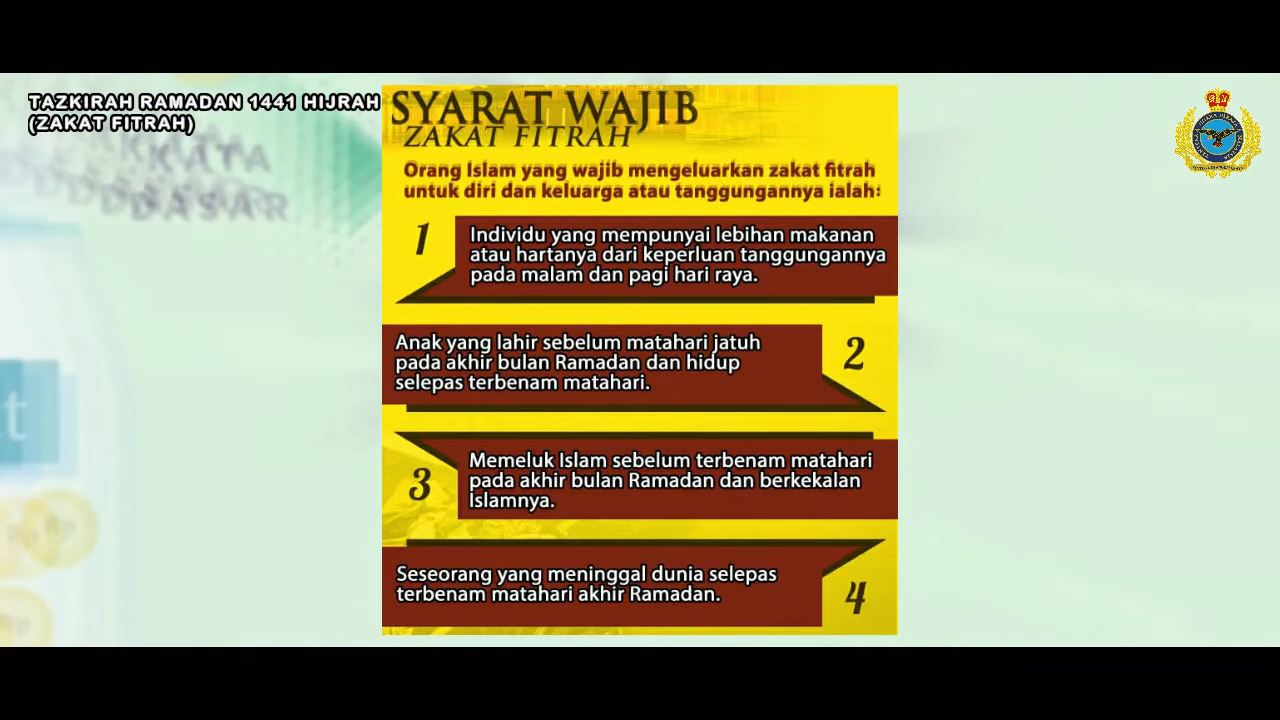 TAZKIRAH RAMADAN 1441 HIJRAH
(ZAKAT FITRAH)
KATA
DASAR
SYARAT WAJIB
ZAKAT FITRAH
Orang Islam yang wajib mengeluarkan zakat fitrah
untuk diri dan keluarga atau tanggungannya ialah:
1
Individu yang mempunyai lebihan makanan
atau hartanya dari keperluan tanggungannya
pada malam dan pagi hari raya.
Anak yang lahir sebelum matahari jatuh
pada akhir bulan Ramadan dan hidup
selepas terbenam matahari.
2
3
Memeluk Islam sebelum terbenam matahari
pada akhir bulan Ramadan dan berkekalan
Islamnya.
Seseorang yang meninggal dunia selepas
terbenam matahari akhir Ramadan.
4
t
Rp